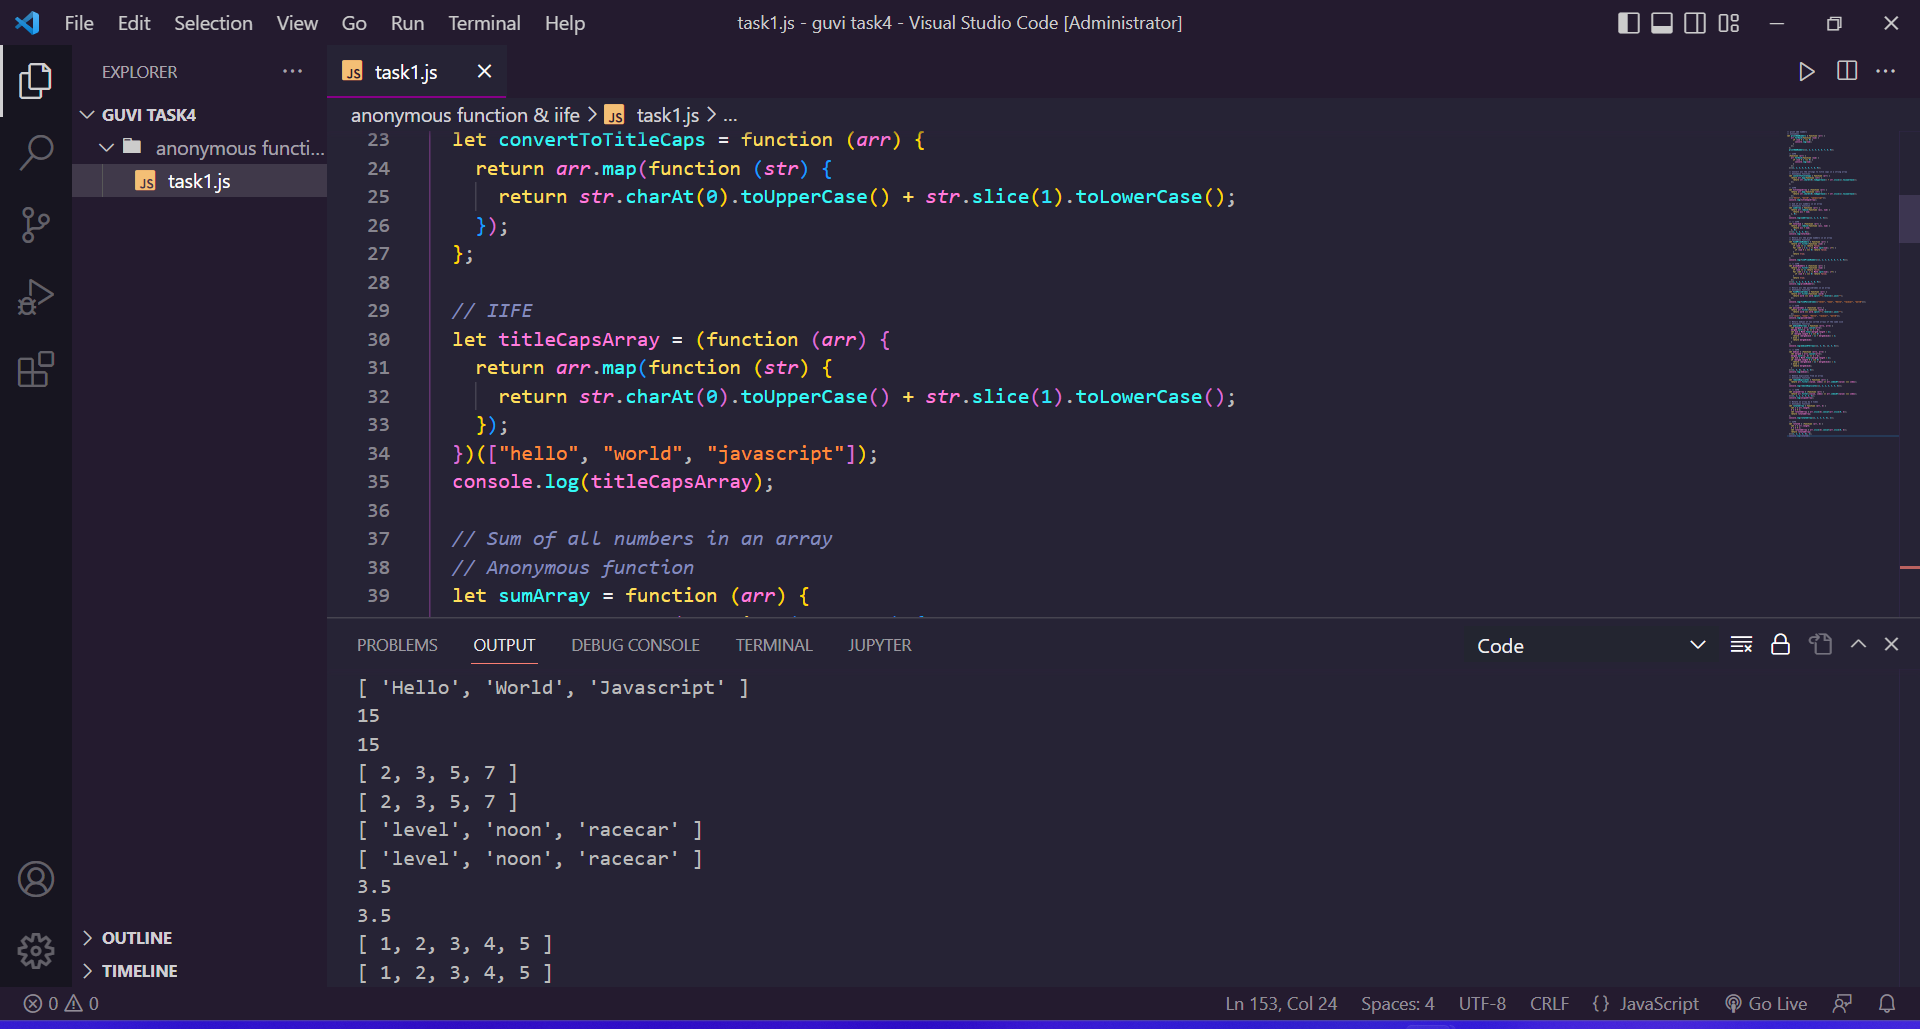 File Edit Selection View Go Run Terminal Help
task1.js - guvi task4 - Visual Studio Code [Administrator]
EXPLORER
GUVI TASK4
anonymous functi...
JS task1.js
OUTLINE
TIMELINE
JS task1.js
anonymous function & iife > JS task1.js > ...
23 let convertToTitleCaps = function (arr) {
24 return arr.map(function (str) {
25 return str.charAt(0).toUpperCase() + str.slice(1).toLowerCase();
26 });
27 };
28
29 // IIFE
30 let titleCapsArray = (function (arr) {
31 return arr.map(function (str) {
32 return str.charAt(0).toUpperCase() + str.slice(1).toLowerCase();
33 });
34 })(["hello", "world", "javascript"]);
35 console.log(titleCapsArray);
36
37 // Sum of all numbers in an array
38 // Anonymous function
39 let sumArray = function (arr) {
PROBLEMS OUTPUT DEBUG CONSOLE TERMINAL JUPYTER
Code
[ 'Hello', 'World', 'Javascript' ]
15
15
[ 2, 3, 5, 7 ]
[ 2, 3, 5, 7 ]
[ 'level', 'noon', 'racecar' ]
[ 'level', 'noon', 'racecar' ]
3.5
3.5
[ 1, 2, 3, 4, 5 ]
[ 1, 2, 3, 4, 5 ]
0 0
Ln 153, Col 24 Spaces: 4 UTF-8 CRLF {} JavaScript Go Live